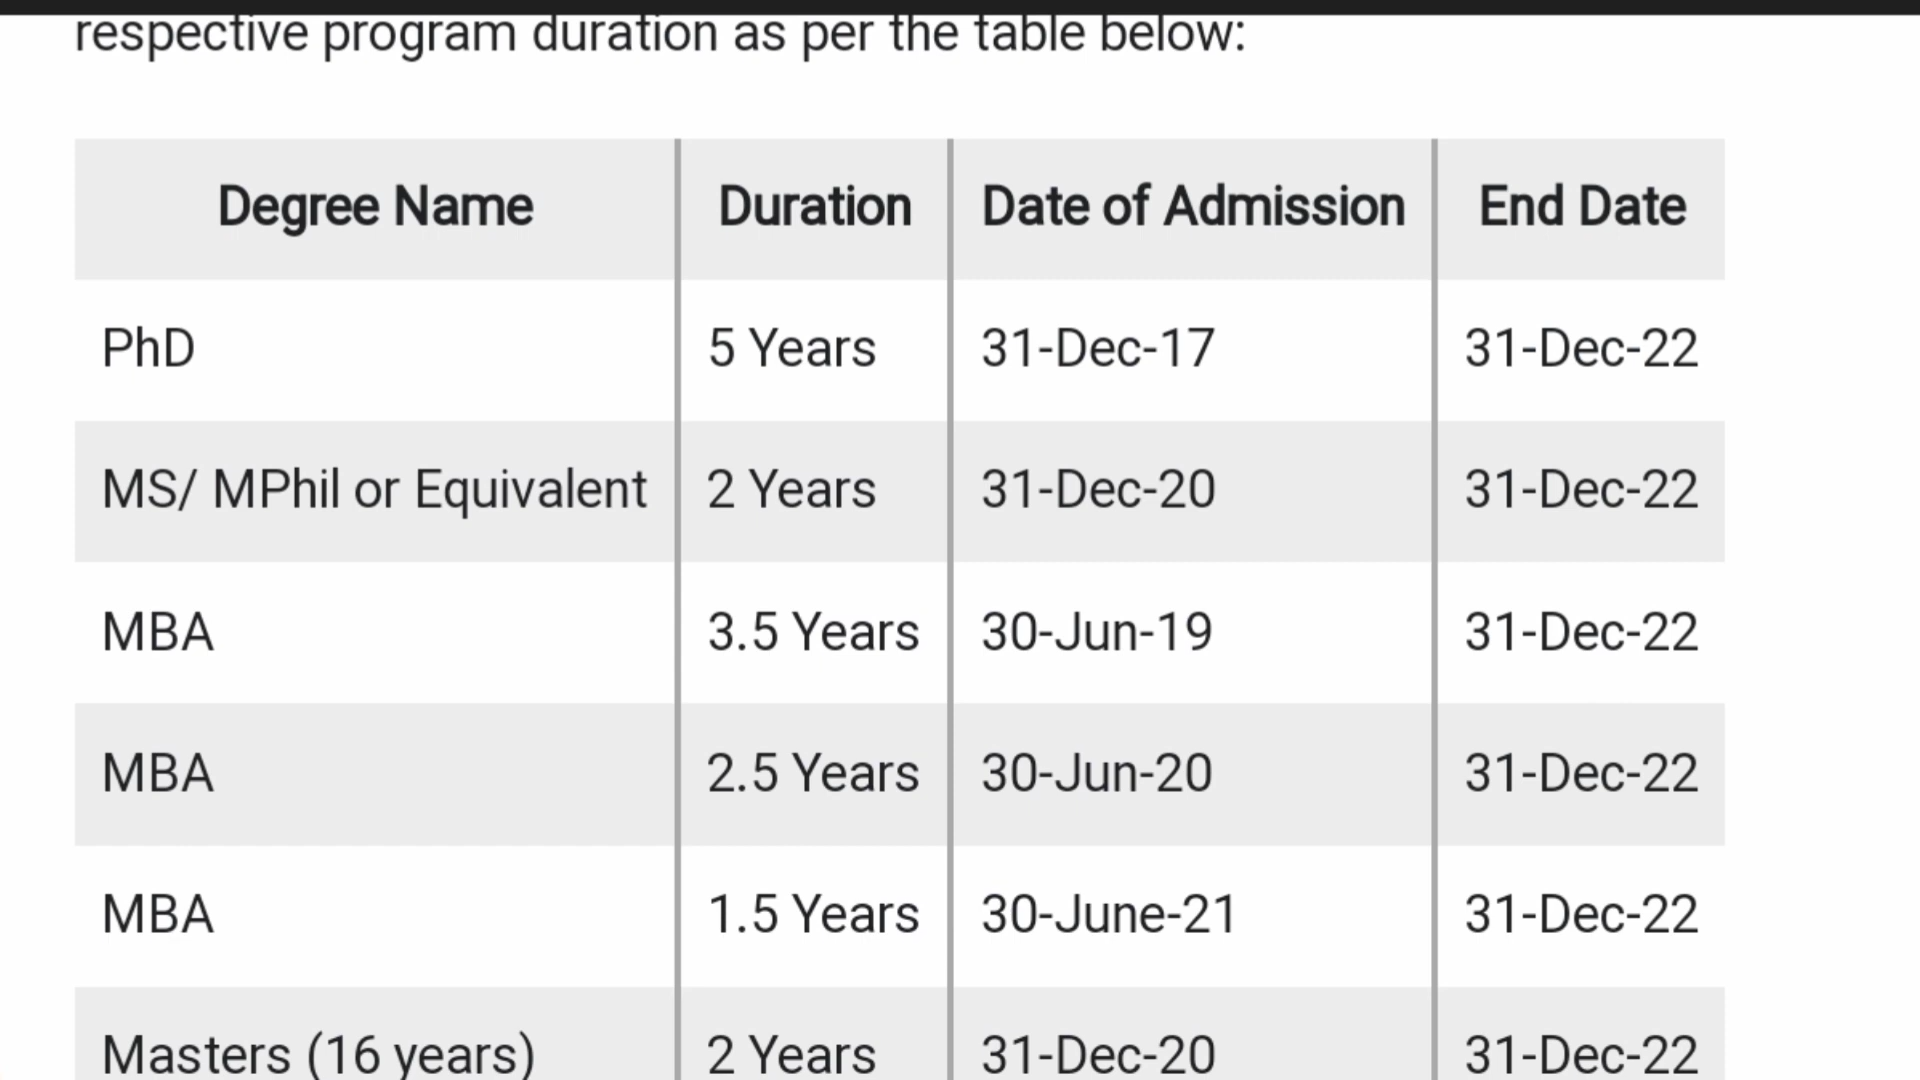 respective program duration as per the table below:
Degree Name Duration Date of Admission End Date
PhD 5 Years 31-Dec-17 31-Dec-22
MS/ MPhil or Equivalent 2 Years 31-Dec-20 31-Dec-22
MBA 3.5 Years 30-Jun-19 31-Dec-22
MBA 2.5 Years 30-Jun-20 31-Dec-22
MBA 1.5 Years 30-June-21 31-Dec-22
Masters (16 years) 2 Years 31-Dec-20 31-Dec-22